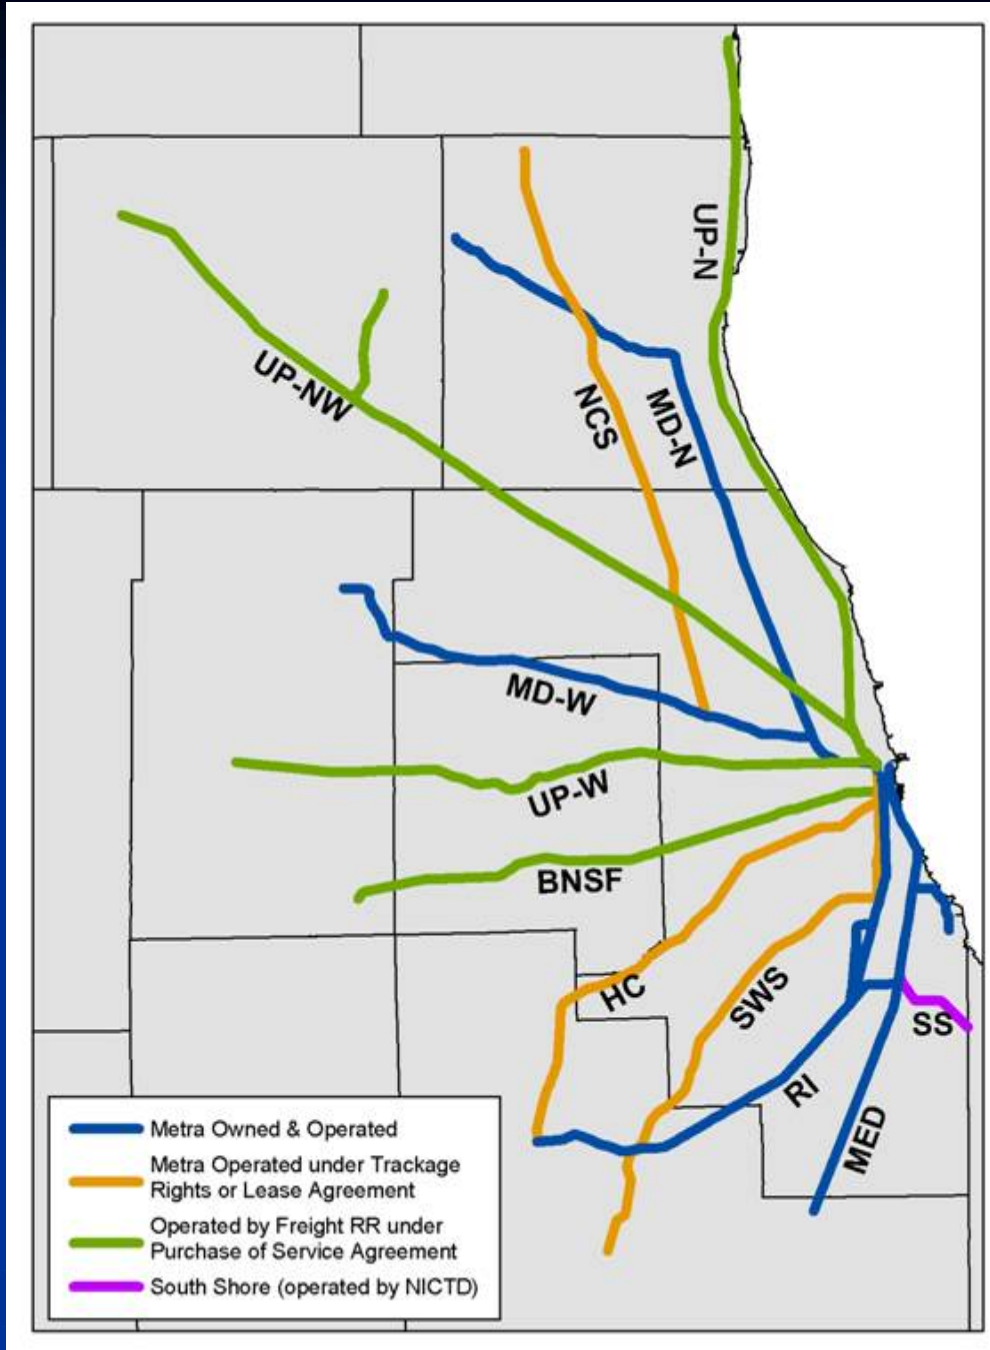 UP-N
UP-NW
NCS
MD-N
MD-W
UP-W
BNSF
HC
SWS
SS
RI
MED
Metra Owned & Operated
Metra Operated under Trackage
Rights or Lease Agreement
Operated by Freight RR under
Purchase of Service Agreement
South Shore (operated by NICTD)